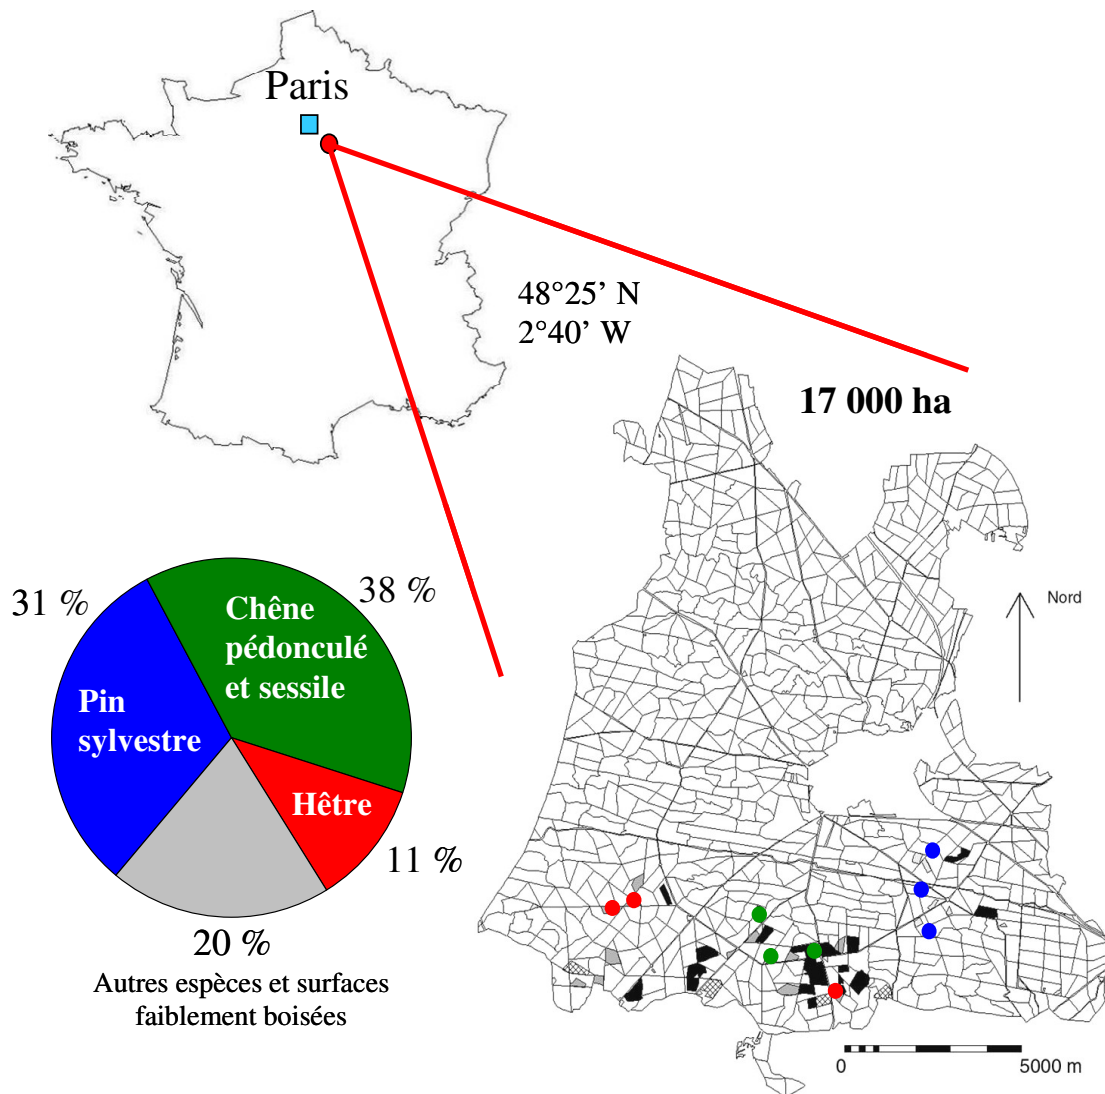 Paris
48°25’ N
2°40’ W
17 000 ha
Nord
31 %
38 %
Chêne
pédonculé
et sessile
Pin
sylvestre
Hêtre
11 %
20 %
Autres espèces et surfaces
faiblement boisées
0
5000 m